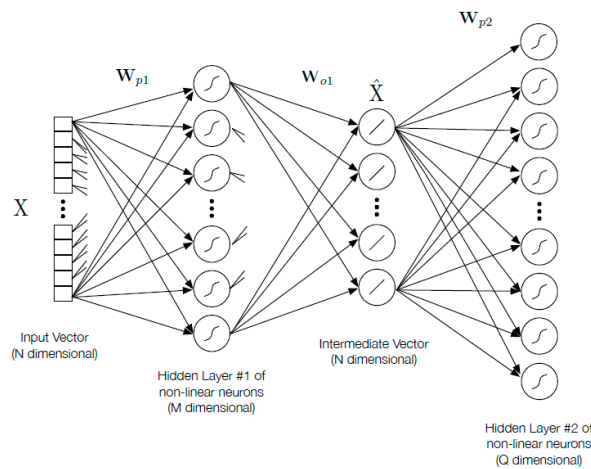 W_p1
W_o1
W_p2
X̂
X
Input Vector
(N dimensional)
Hidden Layer #1 of
non-linear neurons
(M dimensional)
Intermediate Vector
(N dimensional)
Hidden Layer #2 of
non-linear neurons
(Q dimensional)